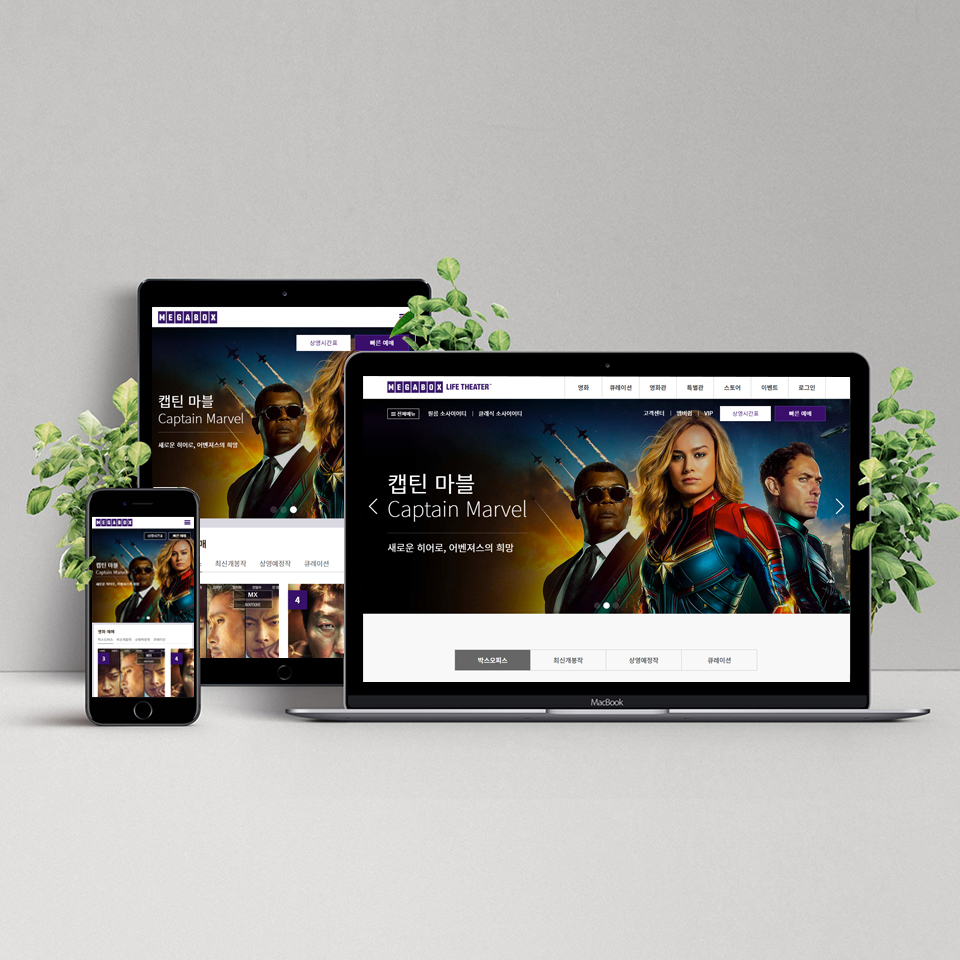 MEGABOX
상영시간표
빠른 예매
캡틴 마블
Captain Marvel
새로운 히어로, 어벤져스의 희망
매
최신개봉작
상영예정작
큐레이션
MX
4
MEGABOX LIFE THEATER
영화
큐레이션
영화관
특별관
스토어
이벤트
로그인
전체메뉴
필름 소사이어티
클래식 소사이어티
고객센터
멤버쉽
VIP
상영시간표
빠른 예매
캡틴 마블
Captain Marvel
새로운 히어로, 어벤져스의 희망
박스오피스
최신개봉작
상영예정작
큐레이션
MacBook
MEGABOX
상영시간표
빠른 예매
캡틴 마블
Captain Marvel
새로운 히어로, 어벤져스의 희망
영화 예매
박스오피스
최신개봉작
상영예정작
큐레이션
3
MX
4